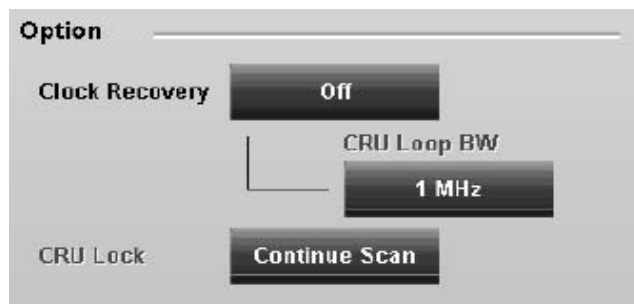 Option
Clock Recovery Off
CRU Loop BW
1 MHz
CRU Lock Continue Scan